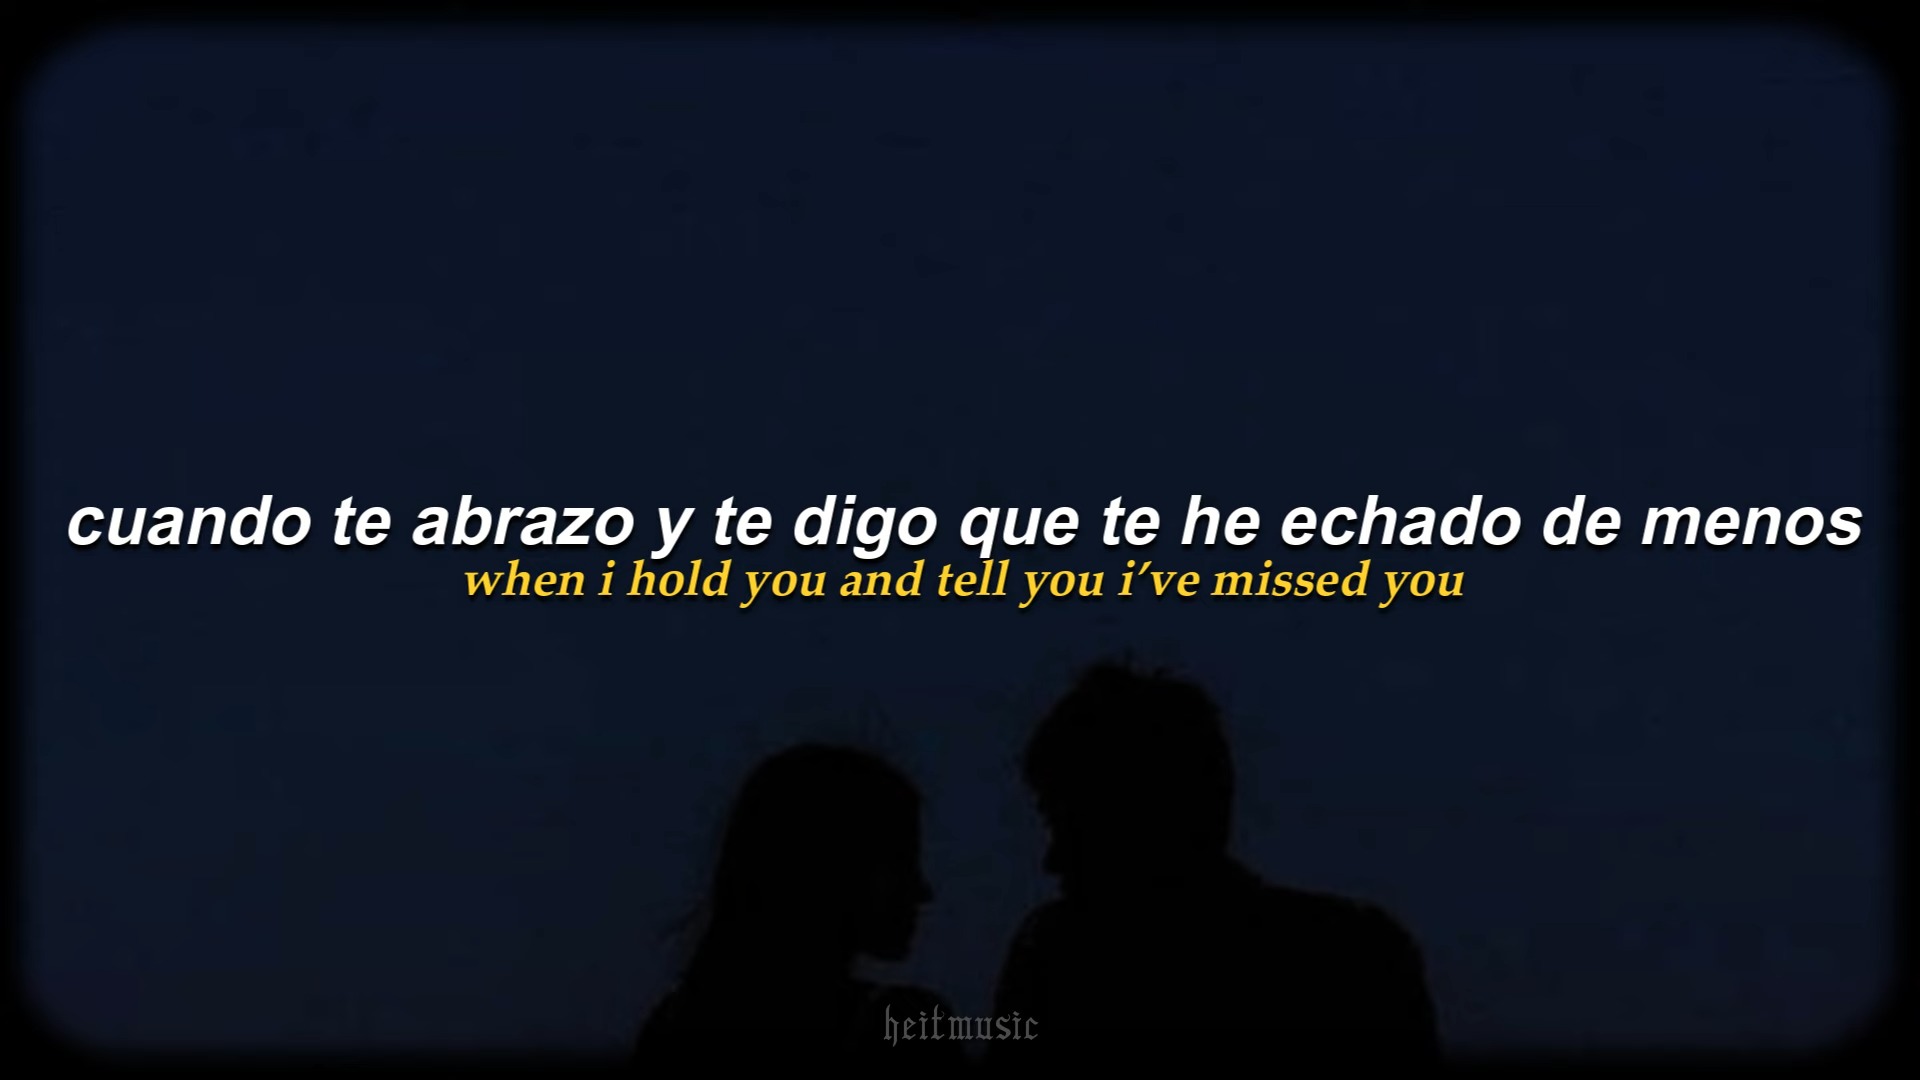 cuando te abrazo y te digo que te he echado de menos
when i hold you and tell you i’ve missed you
heitmusic